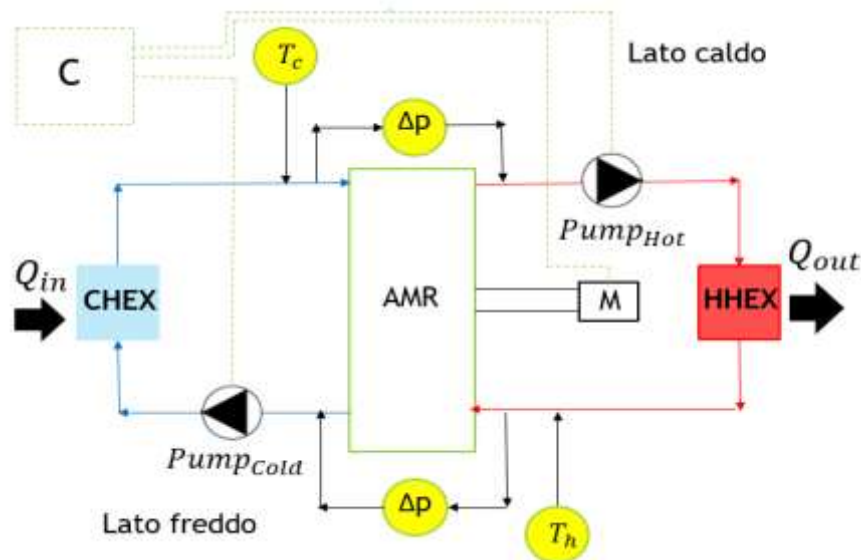 C
T_c
Lato caldo
Δp
Pump_Hot
Q_in
Q_out
CHEX
AMR
M
HHEX
Pump_Cold
Δp
Lato freddo
T_h